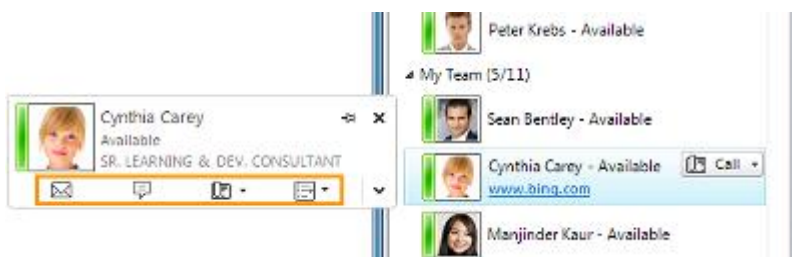 Peter Krebs - Available
My Team (5/11)
Cynthia Carey
Available
SR. LEARNING & DEV. CONSULTANT
Sean Bentley - Available
Cynthia Carey - Available
Call
www.bing.com
Manjinder Kaur - Available